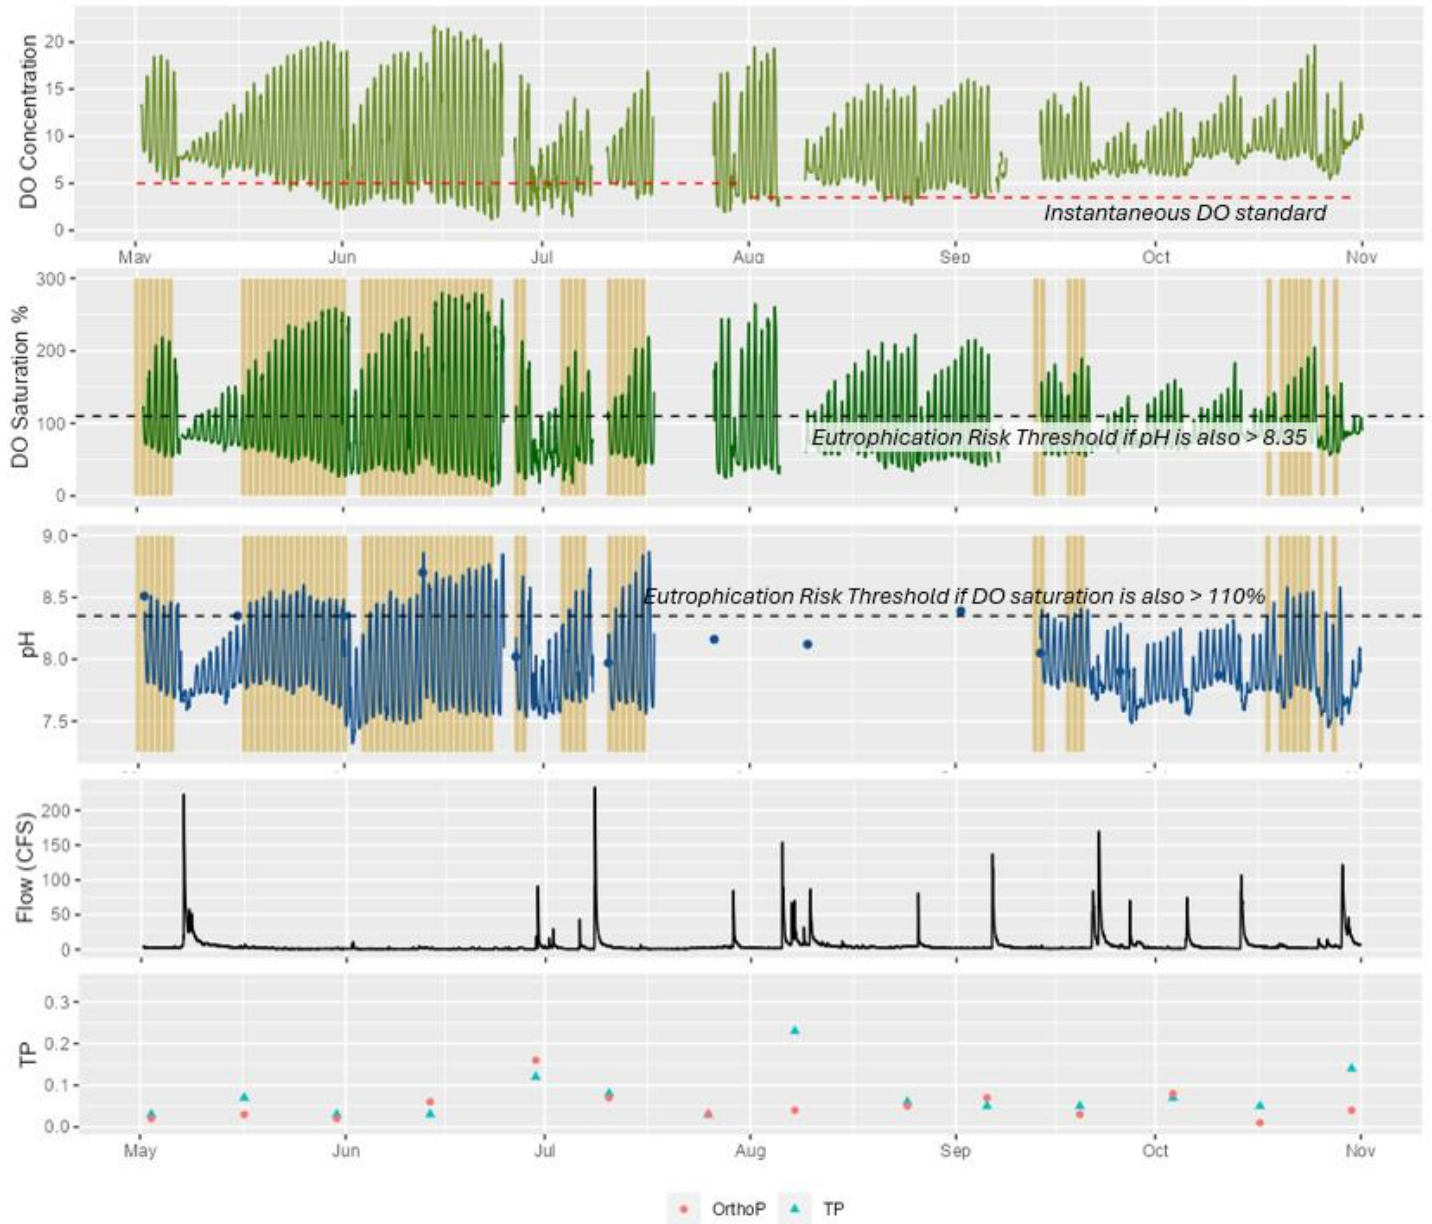 DO Concentration
20
15
10
5
0
Instantaneous DO standard
May Jun Jul Aug Sep Oct Nov
DO Saturation %
300
200
100
0
Eutrophication Risk Threshold if pH is also > 8.35
pH
9.0
8.5
8.0
7.5
Eutrophication Risk Threshold if DO saturation is also > 110%
Flow (CFS)
200
150
100
50
0
TP
0.3
0.2
0.1
0.0
May Jun Jul Aug Sep Oct Nov
OrthoP TP